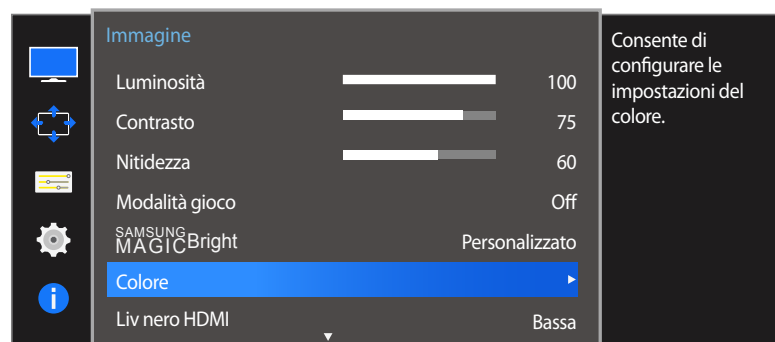 Immagine
Luminosità 100
Contrasto 75
Nitidezza 60
Modalità gioco Off
SAMSUNG
MAGICBright Personalizzato
Colore
Liv nero HDMI Bassa
Consente di
configurare le
impostazioni del
colore.